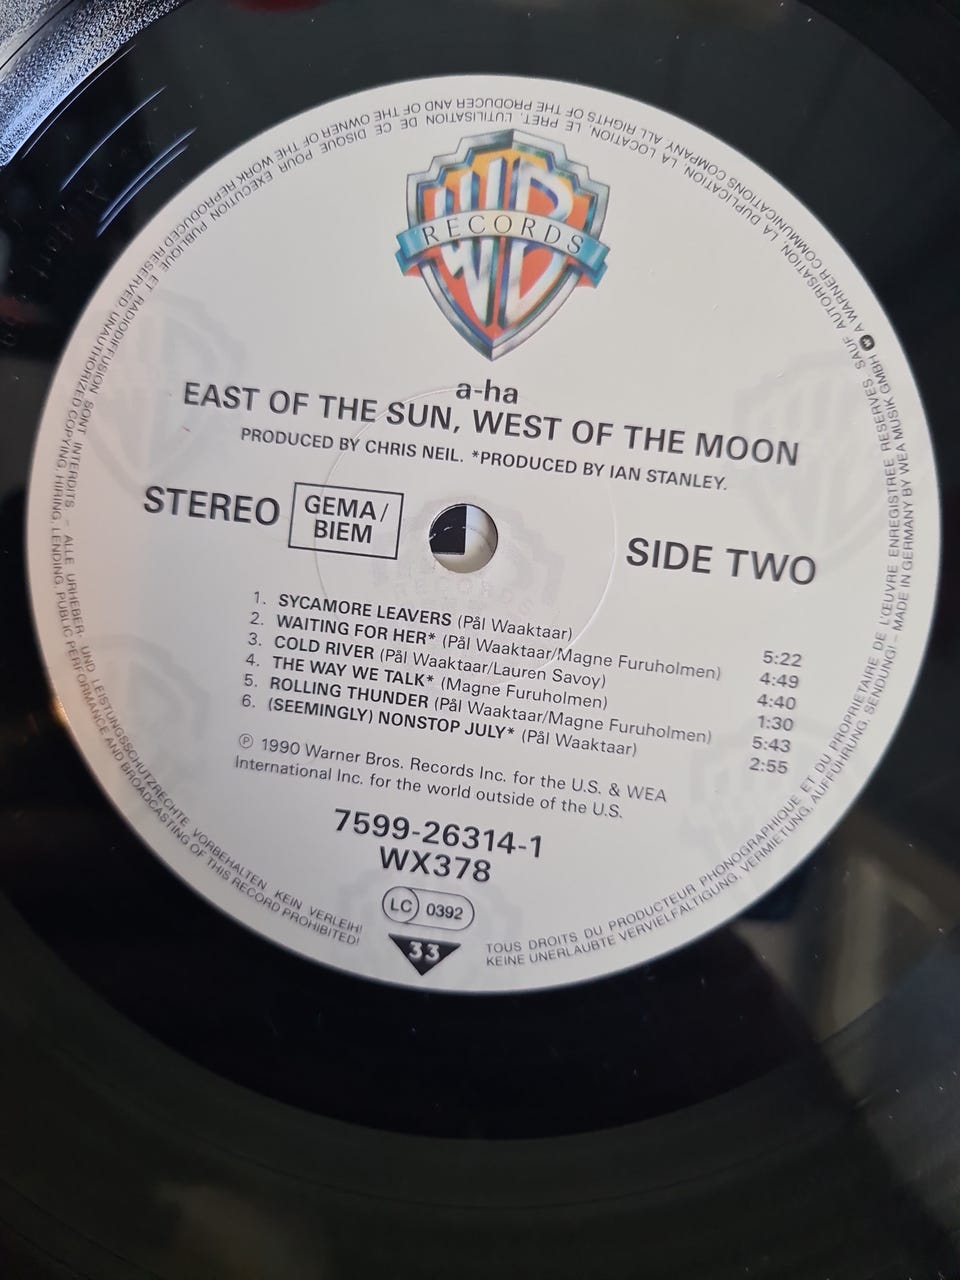 WB
RECORDS
a-ha
EAST OF THE SUN, WEST OF THE MOON
PRODUCED BY CHRIS NEIL. *PRODUCED BY IAN STANLEY.
STEREO
GEMA/
BIEM
SIDE TWO
1. SYCAMORE LEAVERS (Pål Waaktaar) 5:22
2. WAITING FOR HER* (Pål Waaktaar/Magne Furuholmen) 4:49
3. COLD RIVER (Pål Waaktaar/Lauren Savoy) 4:40
4. THE WAY WE TALK* (Magne Furuholmen) 1:30
5. ROLLING THUNDER (Pål Waaktaar/Magne Furuholmen) 5:43
6. (SEEMINGLY) NONSTOP JULY* (Pål Waaktaar) 2:55
℗ 1990 Warner Bros. Records Inc. for the U.S. & WEA
International Inc. for the world outside of the U.S.
7599-26314-1
WX378
LC 0392
33
TOUS DROITS DU PRODUCTEUR PHONOGRAPHIQUE ET DU PROPRIETAIRE DE L'ŒUVRE ENREGISTREE RESERVES SAUF AUTORISATION, LA DUPLICATION, LA LOCATION, LE PRET, L'UTILISATION DE CE DISQUE POUR EXECUTION PUBLIQUE ET RADIODIFFUSION SONT INTERDITS – ALLE URHEBER- UND LEISTUNGSSCHUTZRECHTE VORBEHALTEN KEIN VERLEIH!
KEINE UNERLAUBTE VERVIELFÄLTIGUNG, VERMIETUNG, AUFFÜHRUNG, SENDUNG! – MADE IN GERMANY BY WEA MUSIK GMBH A WARNER COMMUNICATIONS COMPANY. ALL RIGHTS OF THE PRODUCER AND OF THE OWNER OF THE WORK REPRODUCED RESERVED UNAUTHORIZED COPYING, HIRING, LENDING, PUBLIC PERFORMANCE AND BROADCASTING OF THIS RECORD PROHIBITED!